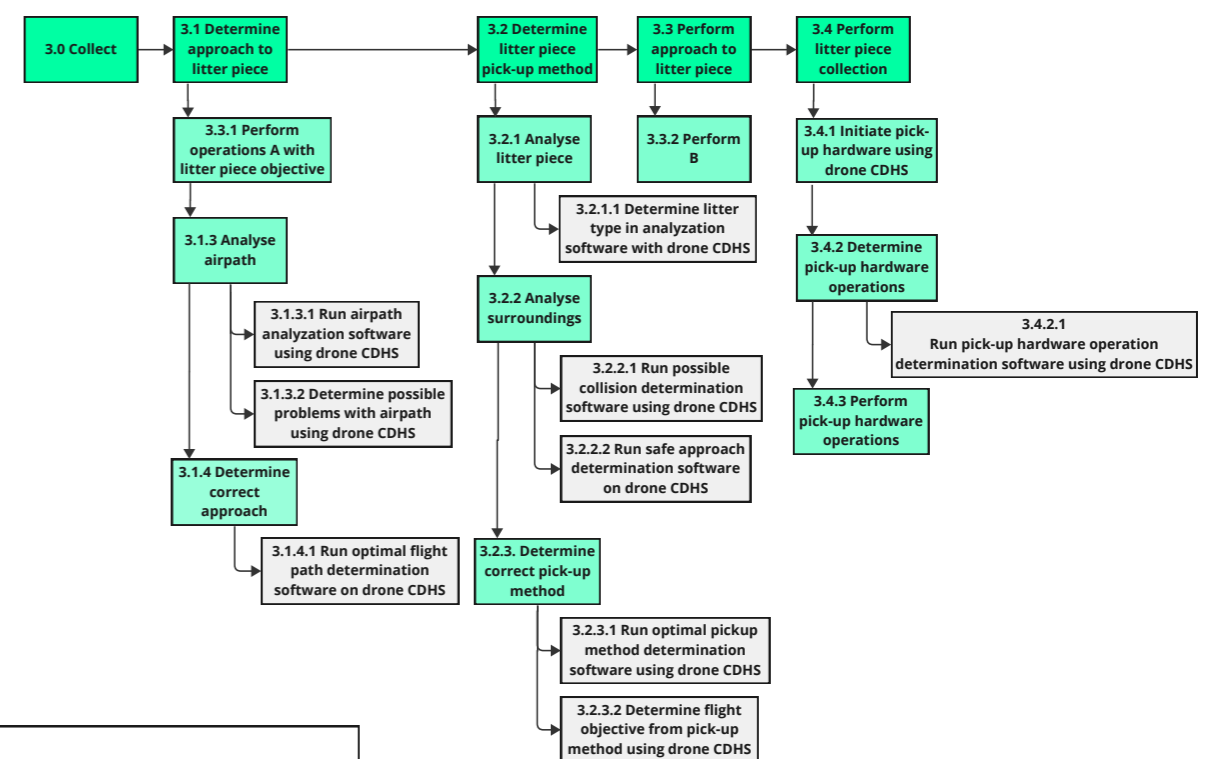 3.0 Collect
3.1 Determine
approach to
litter piece
3.2 Determine
litter piece
pick-up method
3.3 Perform
approach to
litter piece
3.4 Perform
litter piece
collection
3.3.1 Perform
operations A with
litter piece objective
3.1.3 Analyse
airpath
3.1.3.1 Run airpath
analyzation software
using drone CDHS
3.1.3.2 Determine possible
problems with airpath
using drone CDHS
3.1.4 Determine
correct
approach
3.1.4.1 Run optimal flight
path determination
software on drone CDHS
3.2.1 Analyse
litter piece
3.2.1.1 Determine litter
type in analyzation
software with drone CDHS
3.2.2 Analyse
surroundings
3.2.2.1 Run possible
collision determination
software using drone CDHS
3.2.2.2 Run safe approach
determination software
on drone CDHS
3.2.3. Determine
correct pick-up
method
3.2.3.1 Run optimal pickup
method determination
software using drone CDHS
3.2.3.2 Determine flight
objective from pick-up
method using drone CDHS
3.3.2 Perform
B
3.4.1 Initiate pick-
up hardware using
drone CDHS
3.4.2 Determine
pick-up hardware
operations
3.4.2.1
Run pick-up hardware operation
determination software using drone CDHS
3.4.3 Perform
pick-up hardware
operations